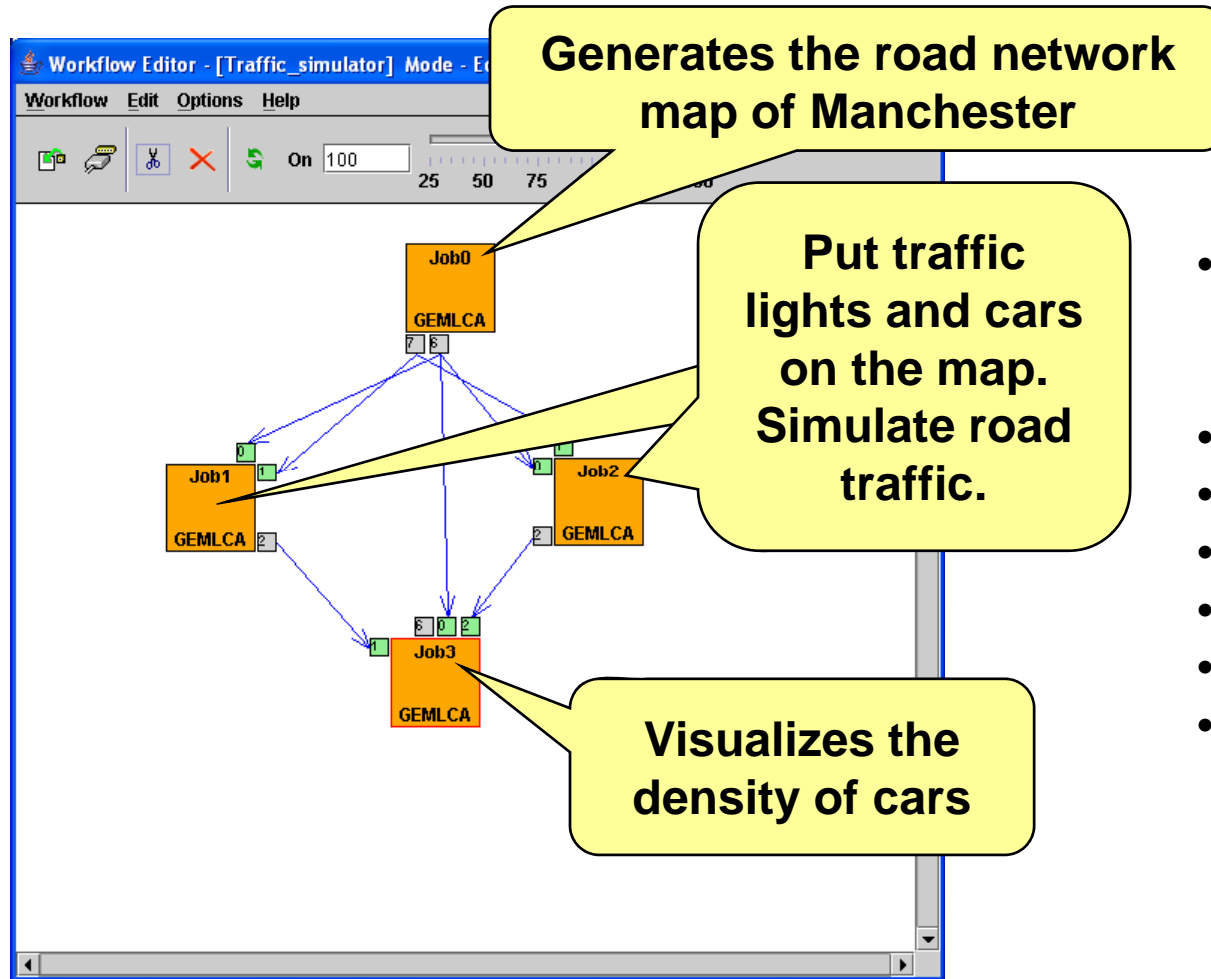 Generates the road network
map of Manchester
Workflow Editor - [Traffic_simulator] Mode -
Workflow Edit Options Help
On 100
25 50 75
Put traffic
lights and cars
on the map.
Simulate road
traffic.
Job0
GEMLCA
7 6
0
1
Job1
GEMLCA
2
0
Job2
GEMLCA
2
6 0 2
1
Job3
GEMLCA
Visualizes the
density of cars